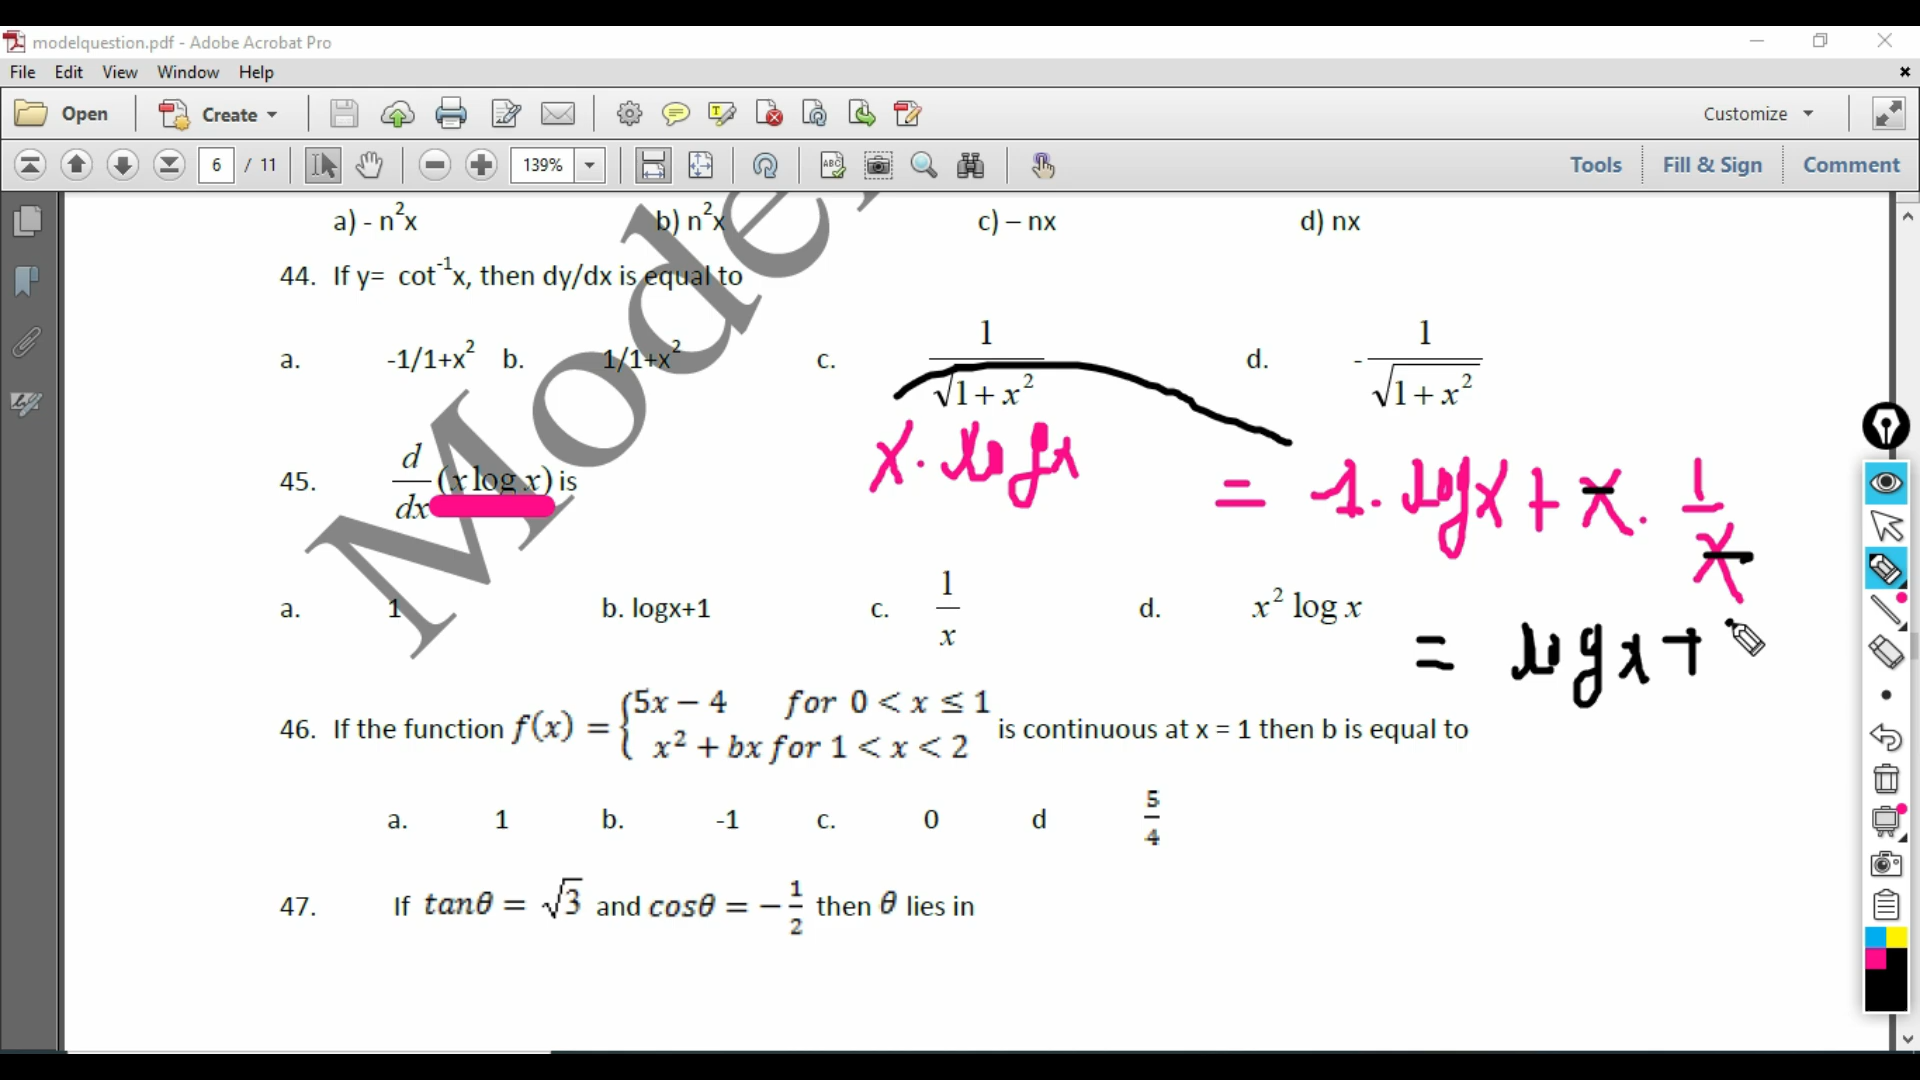 modelquestion.pdf - Adobe Acrobat Pro
File Edit View Window Help
Open Create Customize
6 / 11 139% Tools Fill & Sign Comment
a) - n²x b) n²x c) – nx d) nx
44. If y= cot⁻¹x, then dy/dx is equal to
a. -1/1+x² b. 1/1+x² c. 1/√(1 + x²) d. - 1/√(1 + x²)
x. log x
45. d/dx (x log x) is
= 1. log x + x. 1/x
a. 1 b. logx+1 c. 1/x d. x² log x
= log x +
46. If the function f(x) = { 5x − 4 for 0 < x ≤ 1
x² + bx for 1 < x < 2 is continuous at x = 1 then b is equal to
a. 1 b. -1 c. 0 d 5/4
47. If tanθ = √3 and cosθ = − 1/2 then θ lies in
Mode